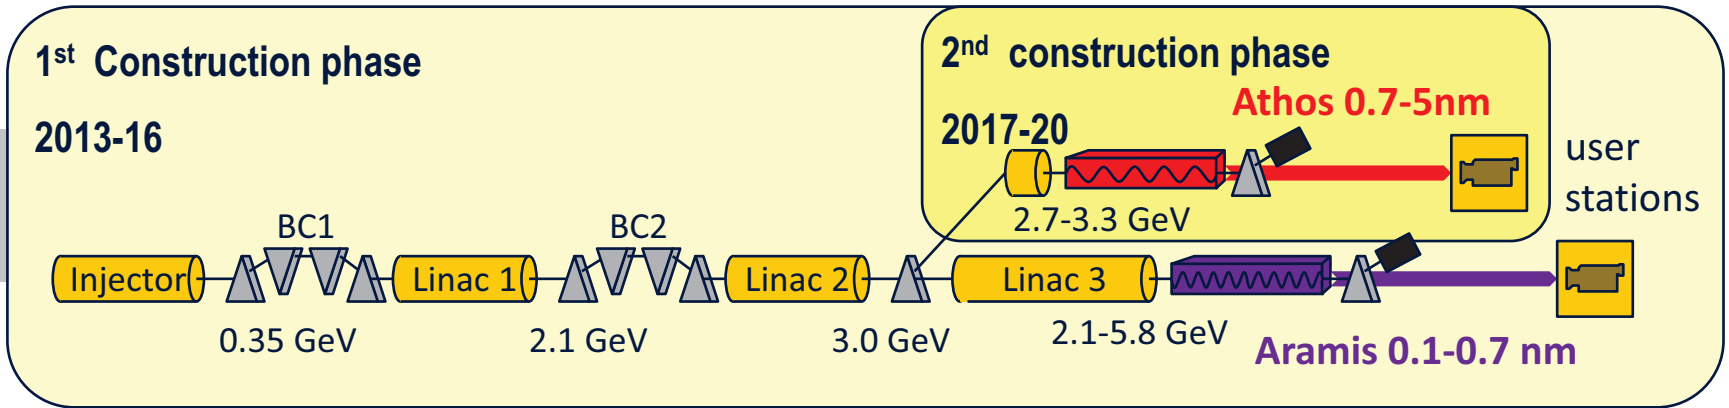 1st Construction phase
2013-16
2nd construction phase
Athos 0.7-5nm
2017-20
user
stations
2.7-3.3 GeV
BC1
BC2
Injector
Linac 1
Linac 2
Linac 3
0.35 GeV
2.1 GeV
3.0 GeV
2.1-5.8 GeV
Aramis 0.1-0.7 nm